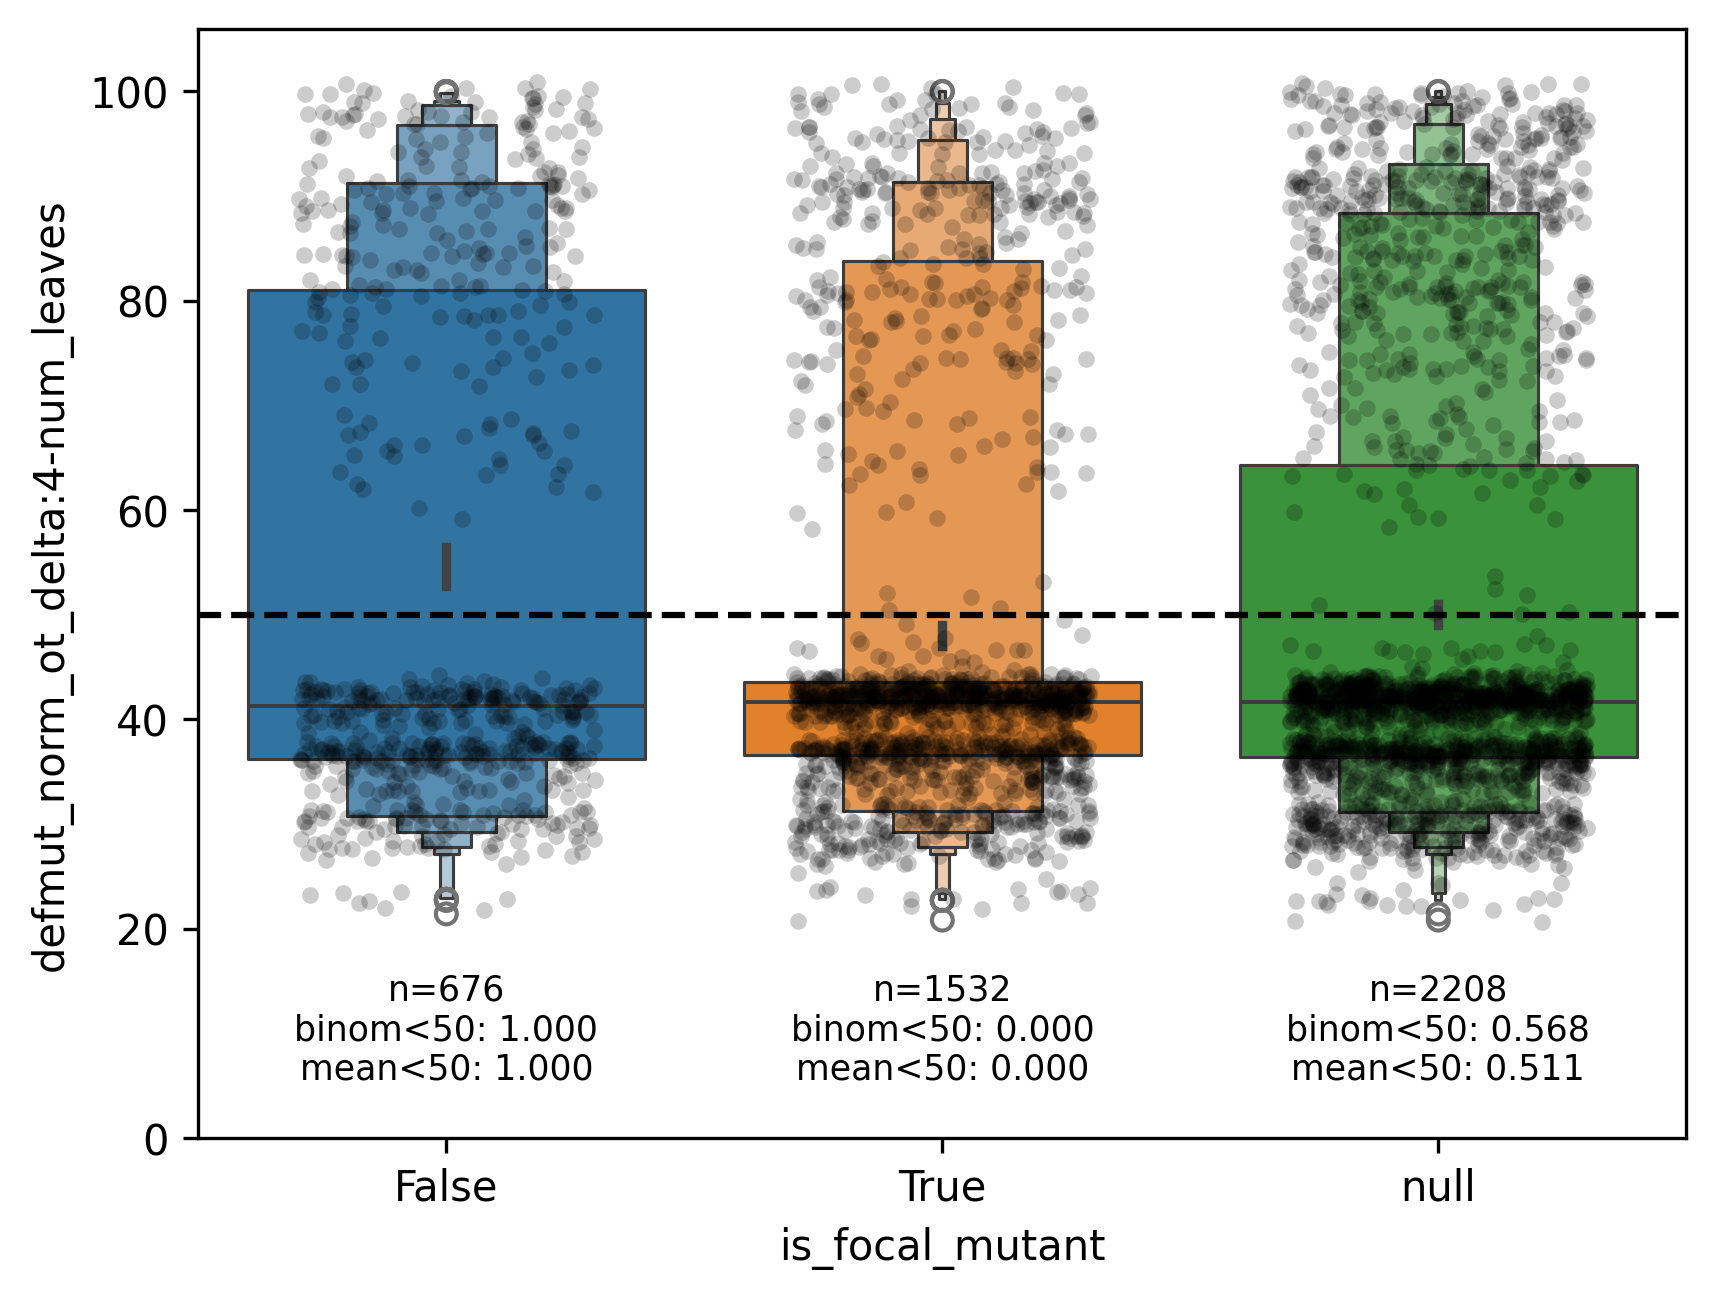 defmut_norm_ot_delta:4-num_leaves
100
80
60
40
20
0
n=676
binom<50: 1.000
mean<50: 1.000
n=1532
binom<50: 0.000
mean<50: 0.000
n=2208
binom<50: 0.568
mean<50: 0.511
False
True
null
is_focal_mutant